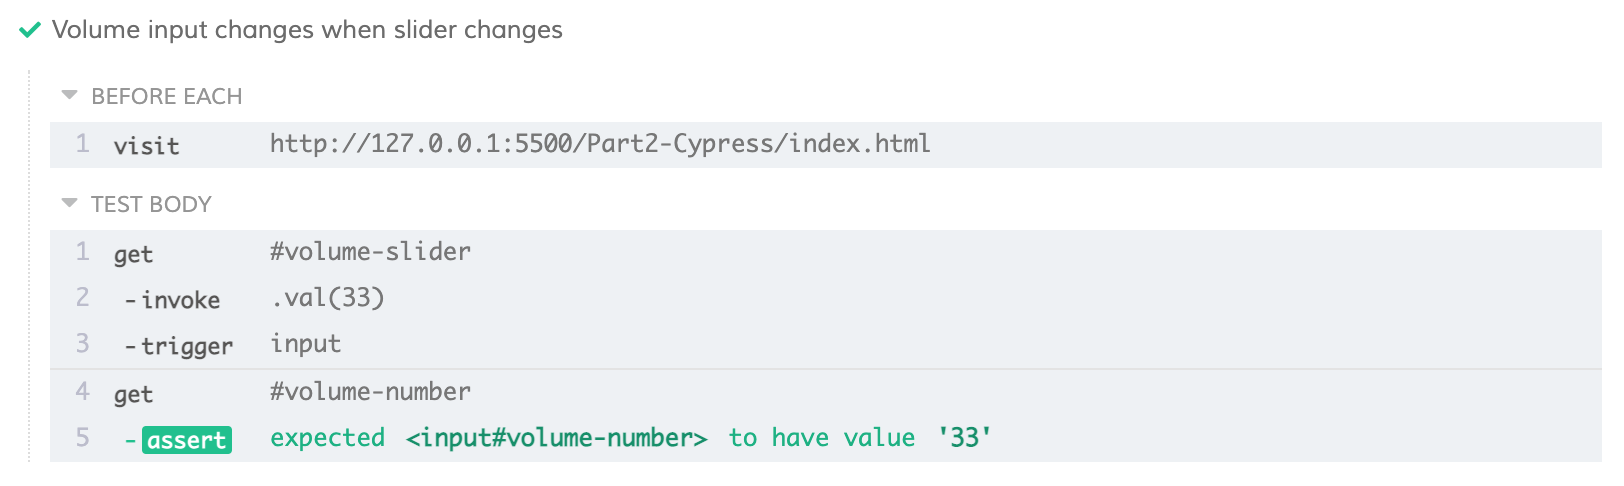 Volume input changes when slider changes
BEFORE EACH
1 visit http://127.0.0.1:5500/Part2-Cypress/index.html
TEST BODY
1 get #volume-slider
2 -invoke .val(33)
3 -trigger input
4 get #volume-number
5 -assert expected <input#volume-number> to have value '33'